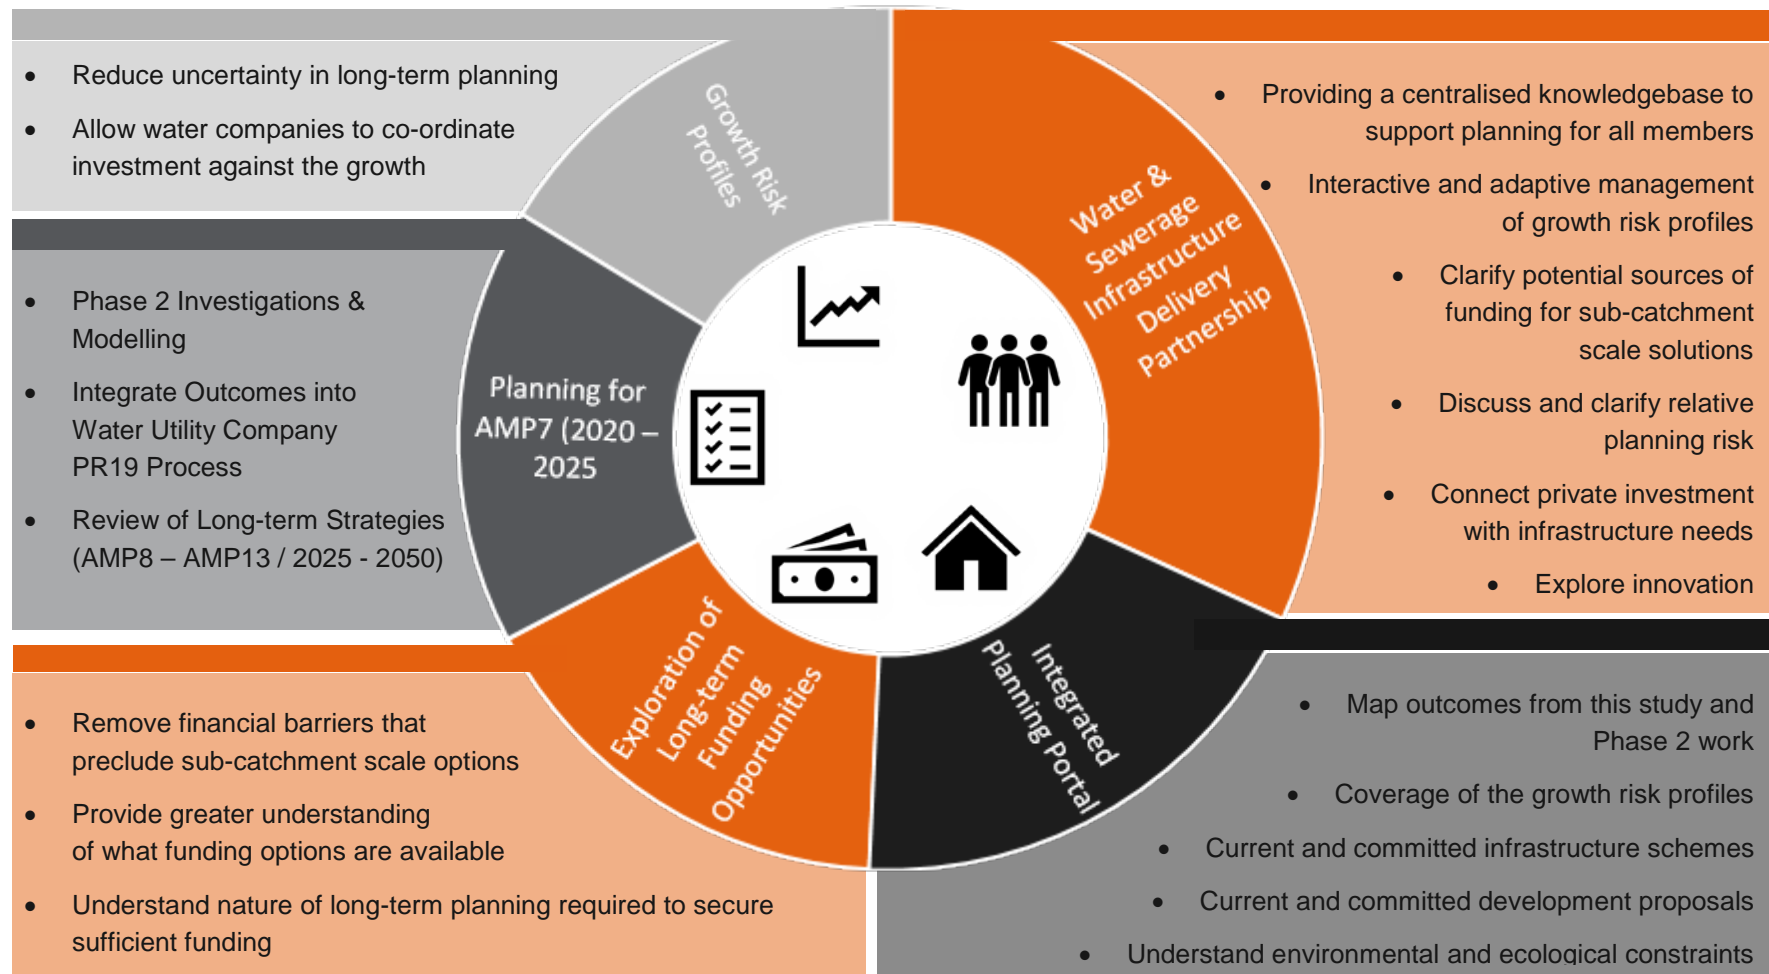 • Reduce uncertainty in long-term planning
• Allow water companies to co-ordinate
investment against the growth
Growth Risk
Profiles
• Phase 2 Investigations &
Modelling
• Integrate Outcomes into
Water Utility Company
PR19 Process
• Review of Long-term Strategies
(AMP8 – AMP13 / 2025 - 2050)
Planning for
AMP7 (2020 –
2025
• Remove financial barriers that
preclude sub-catchment scale options
• Provide greater understanding
of what funding options are available
• Understand nature of long-term planning required to secure
sufficient funding
Exploration of
Long-term
Funding
Opportunities
Water &
Sewerage
Infrastructure
Delivery
Partnership
• Providing a centralised knowledgebase to
support planning for all members
• Interactive and adaptive management
of growth risk profiles
• Clarify potential sources of
funding for sub-catchment
scale solutions
• Discuss and clarify relative
planning risk
• Connect private investment
with infrastructure needs
• Explore innovation
Integrated
Planning Portal
• Map outcomes from this study and
Phase 2 work
• Coverage of the growth risk profiles
• Current and committed infrastructure schemes
• Current and committed development proposals
• Understand environmental and ecological constraints